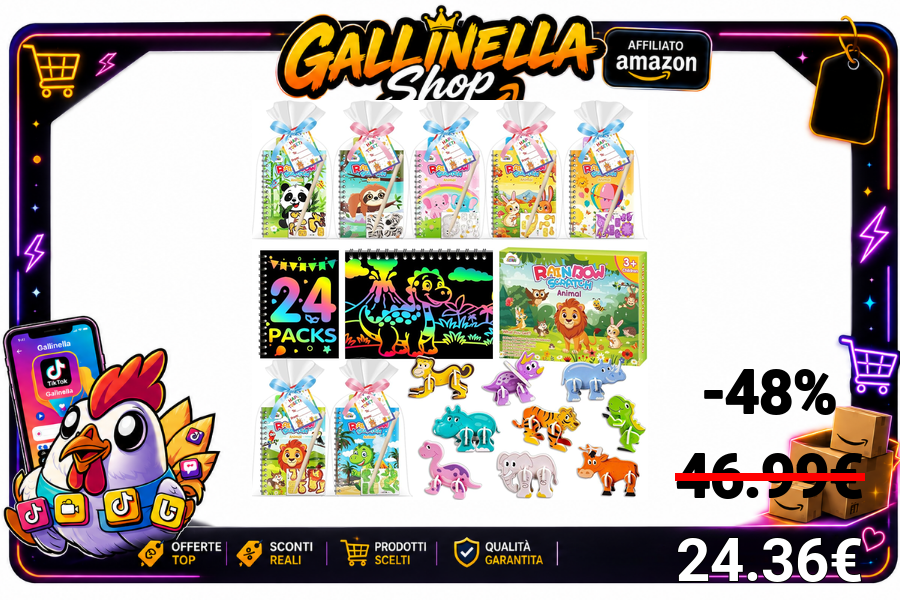 GALLINELLA
Shop
AFFILIATO
amazon
24
PACKS
3+
RAINBOW
SCRATCH
Animal
Gallinella
TikTok
Gallinella
-48%
46.99€
24.36€
OFFERTE
TOP
SCONTI
REALI
PRODOTTI
SCELTI
QUALITÀ
GARANTITA